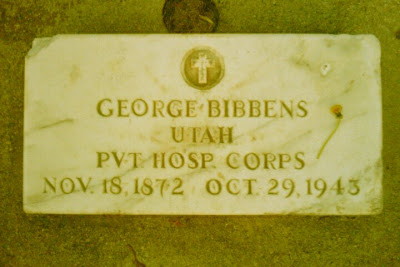 GEORGE BIBBENS
UTAH
PVT HOSP. CORPS
NOV. 18, 1872 OCT. 29, 1943